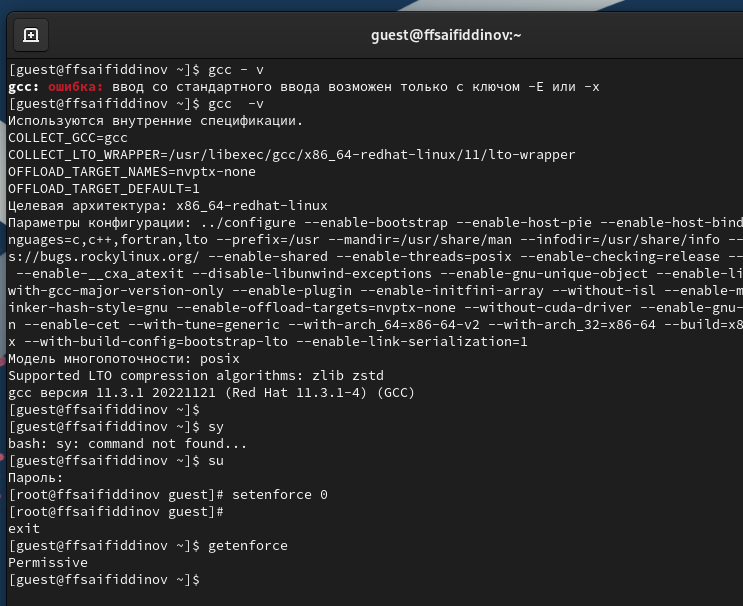 guest@ffsaifiddinov:~
[guest@ffsaifiddinov ~]$ gcc - v
gcc: ошибка: ввод со стандартного ввода возможен только с ключом -E или -x
[guest@ffsaifiddinov ~]$ gcc  -v
Используются внутренние спецификации.
COLLECT_GCC=gcc
COLLECT_LTO_WRAPPER=/usr/libexec/gcc/x86_64-redhat-linux/11/lto-wrapper
OFFLOAD_TARGET_NAMES=nvptx-none
OFFLOAD_TARGET_DEFAULT=1
Целевая архитектура: x86_64-redhat-linux
Параметры конфигурации: ../configure --enable-bootstrap --enable-host-pie --enable-host-bind
nguages=c,c++,fortran,lto --prefix=/usr --mandir=/usr/share/man --infodir=/usr/share/info --
s://bugs.rockylinux.org/ --enable-shared --enable-threads=posix --enable-checking=release --
--enable-__cxa_atexit --disable-libunwind-exceptions --enable-gnu-unique-object --enable-li
with-gcc-major-version-only --enable-plugin --enable-initfini-array --without-isl --enable-m
inker-hash-style=gnu --enable-offload-targets=nvptx-none --without-cuda-driver --enable-gnu-
n --enable-cet --with-tune=generic --with-arch_64=x86-64-v2 --with-arch_32=x86-64 --build=x8
x --with-build-config=bootstrap-lto --enable-link-serialization=1
Модель многопоточности: posix
Supported LTO compression algorithms: zlib zstd
gcc версия 11.3.1 20221121 (Red Hat 11.3.1-4) (GCC)
[guest@ffsaifiddinov ~]$
[guest@ffsaifiddinov ~]$ sy
bash: sy: command not found...
[guest@ffsaifiddinov ~]$ su
Пароль:
[root@ffsaifiddinov guest]# setenforce 0
[root@ffsaifiddinov guest]#
exit
[guest@ffsaifiddinov ~]$ getenforce
Permissive
[guest@ffsaifiddinov ~]$